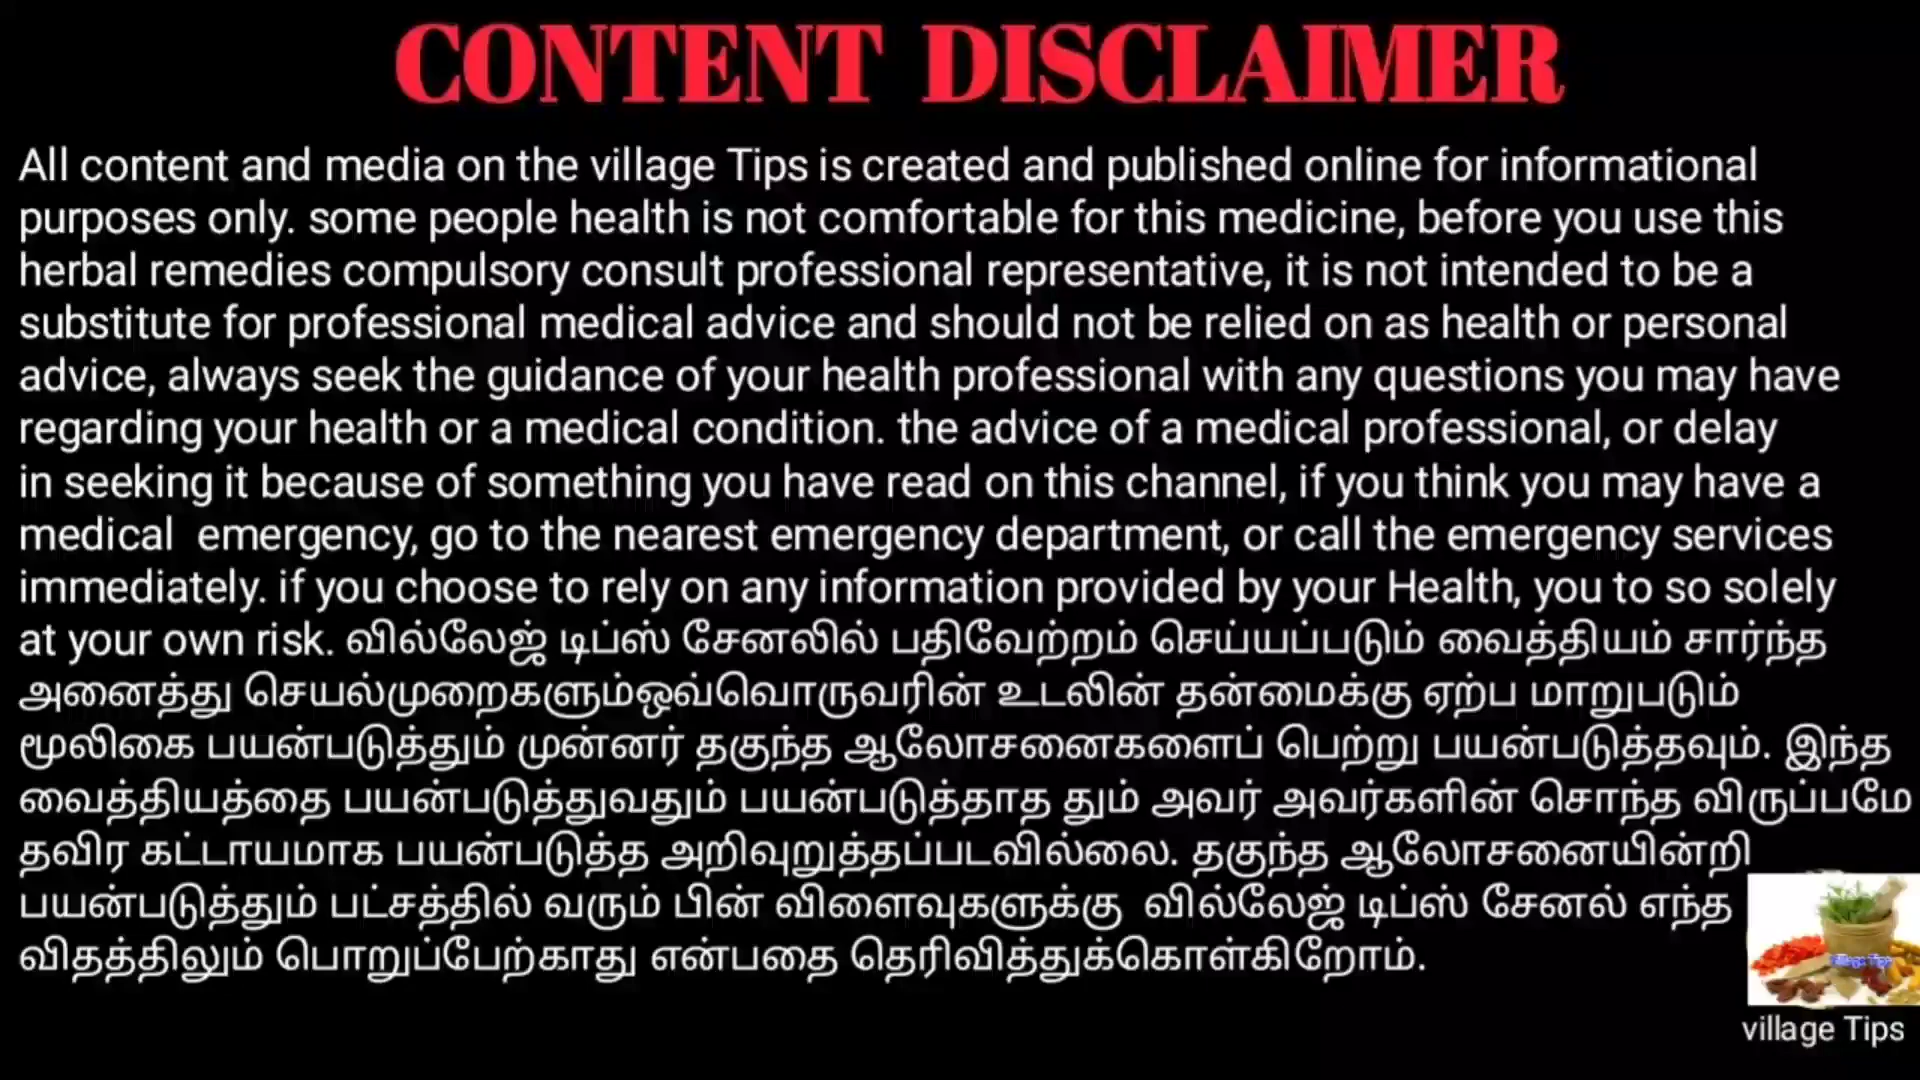 CONTENT DISCLAIMER
All content and media on the village Tips is created and published online for informational
purposes only. some people health is not comfortable for this medicine, before you use this
herbal remedies compulsory consult professional representative, it is not intended to be a
substitute for professional medical advice and should not be relied on as health or personal
advice, always seek the guidance of your health professional with any questions you may have
regarding your health or a medical condition. the advice of a medical professional, or delay
in seeking it because of something you have read on this channel, if you think you may have a
medical  emergency, go to the nearest emergency department, or call the emergency services
immediately. if you choose to rely on any information provided by your Health, you to so solely
at your own risk. வில்லேஜ் டிப்ஸ் சேனலில் பதிவேற்றம் செய்யப்படும் வைத்தியம் சார்ந்த
அனைத்து செயல்முறைகளும்ஒவ்வொருவரின் உடலின் தன்மைக்கு ஏற்ப மாறுபடும்
மூலிகை பயன்படுத்தும் முன்னர் தகுந்த ஆலோசனைகளைப் பெற்று பயன்படுத்தவும். இந்த
வைத்தியத்தை பயன்படுத்துவதும் பயன்படுத்தாத தும் அவர் அவர்களின் சொந்த விருப்பமே
தவிர கட்டாயமாக பயன்படுத்த அறிவுறுத்தப்படவில்லை. தகுந்த ஆலோசனையின்றி
பயன்படுத்தும் பட்சத்தில் வரும் பின் விளைவுகளுக்கு  வில்லேஜ் டிப்ஸ் சேனல் எந்த
விதத்திலும் பொறுப்பேற்காது என்பதை தெரிவித்துக்கொள்கிறோம்.
village Tips
village Tips